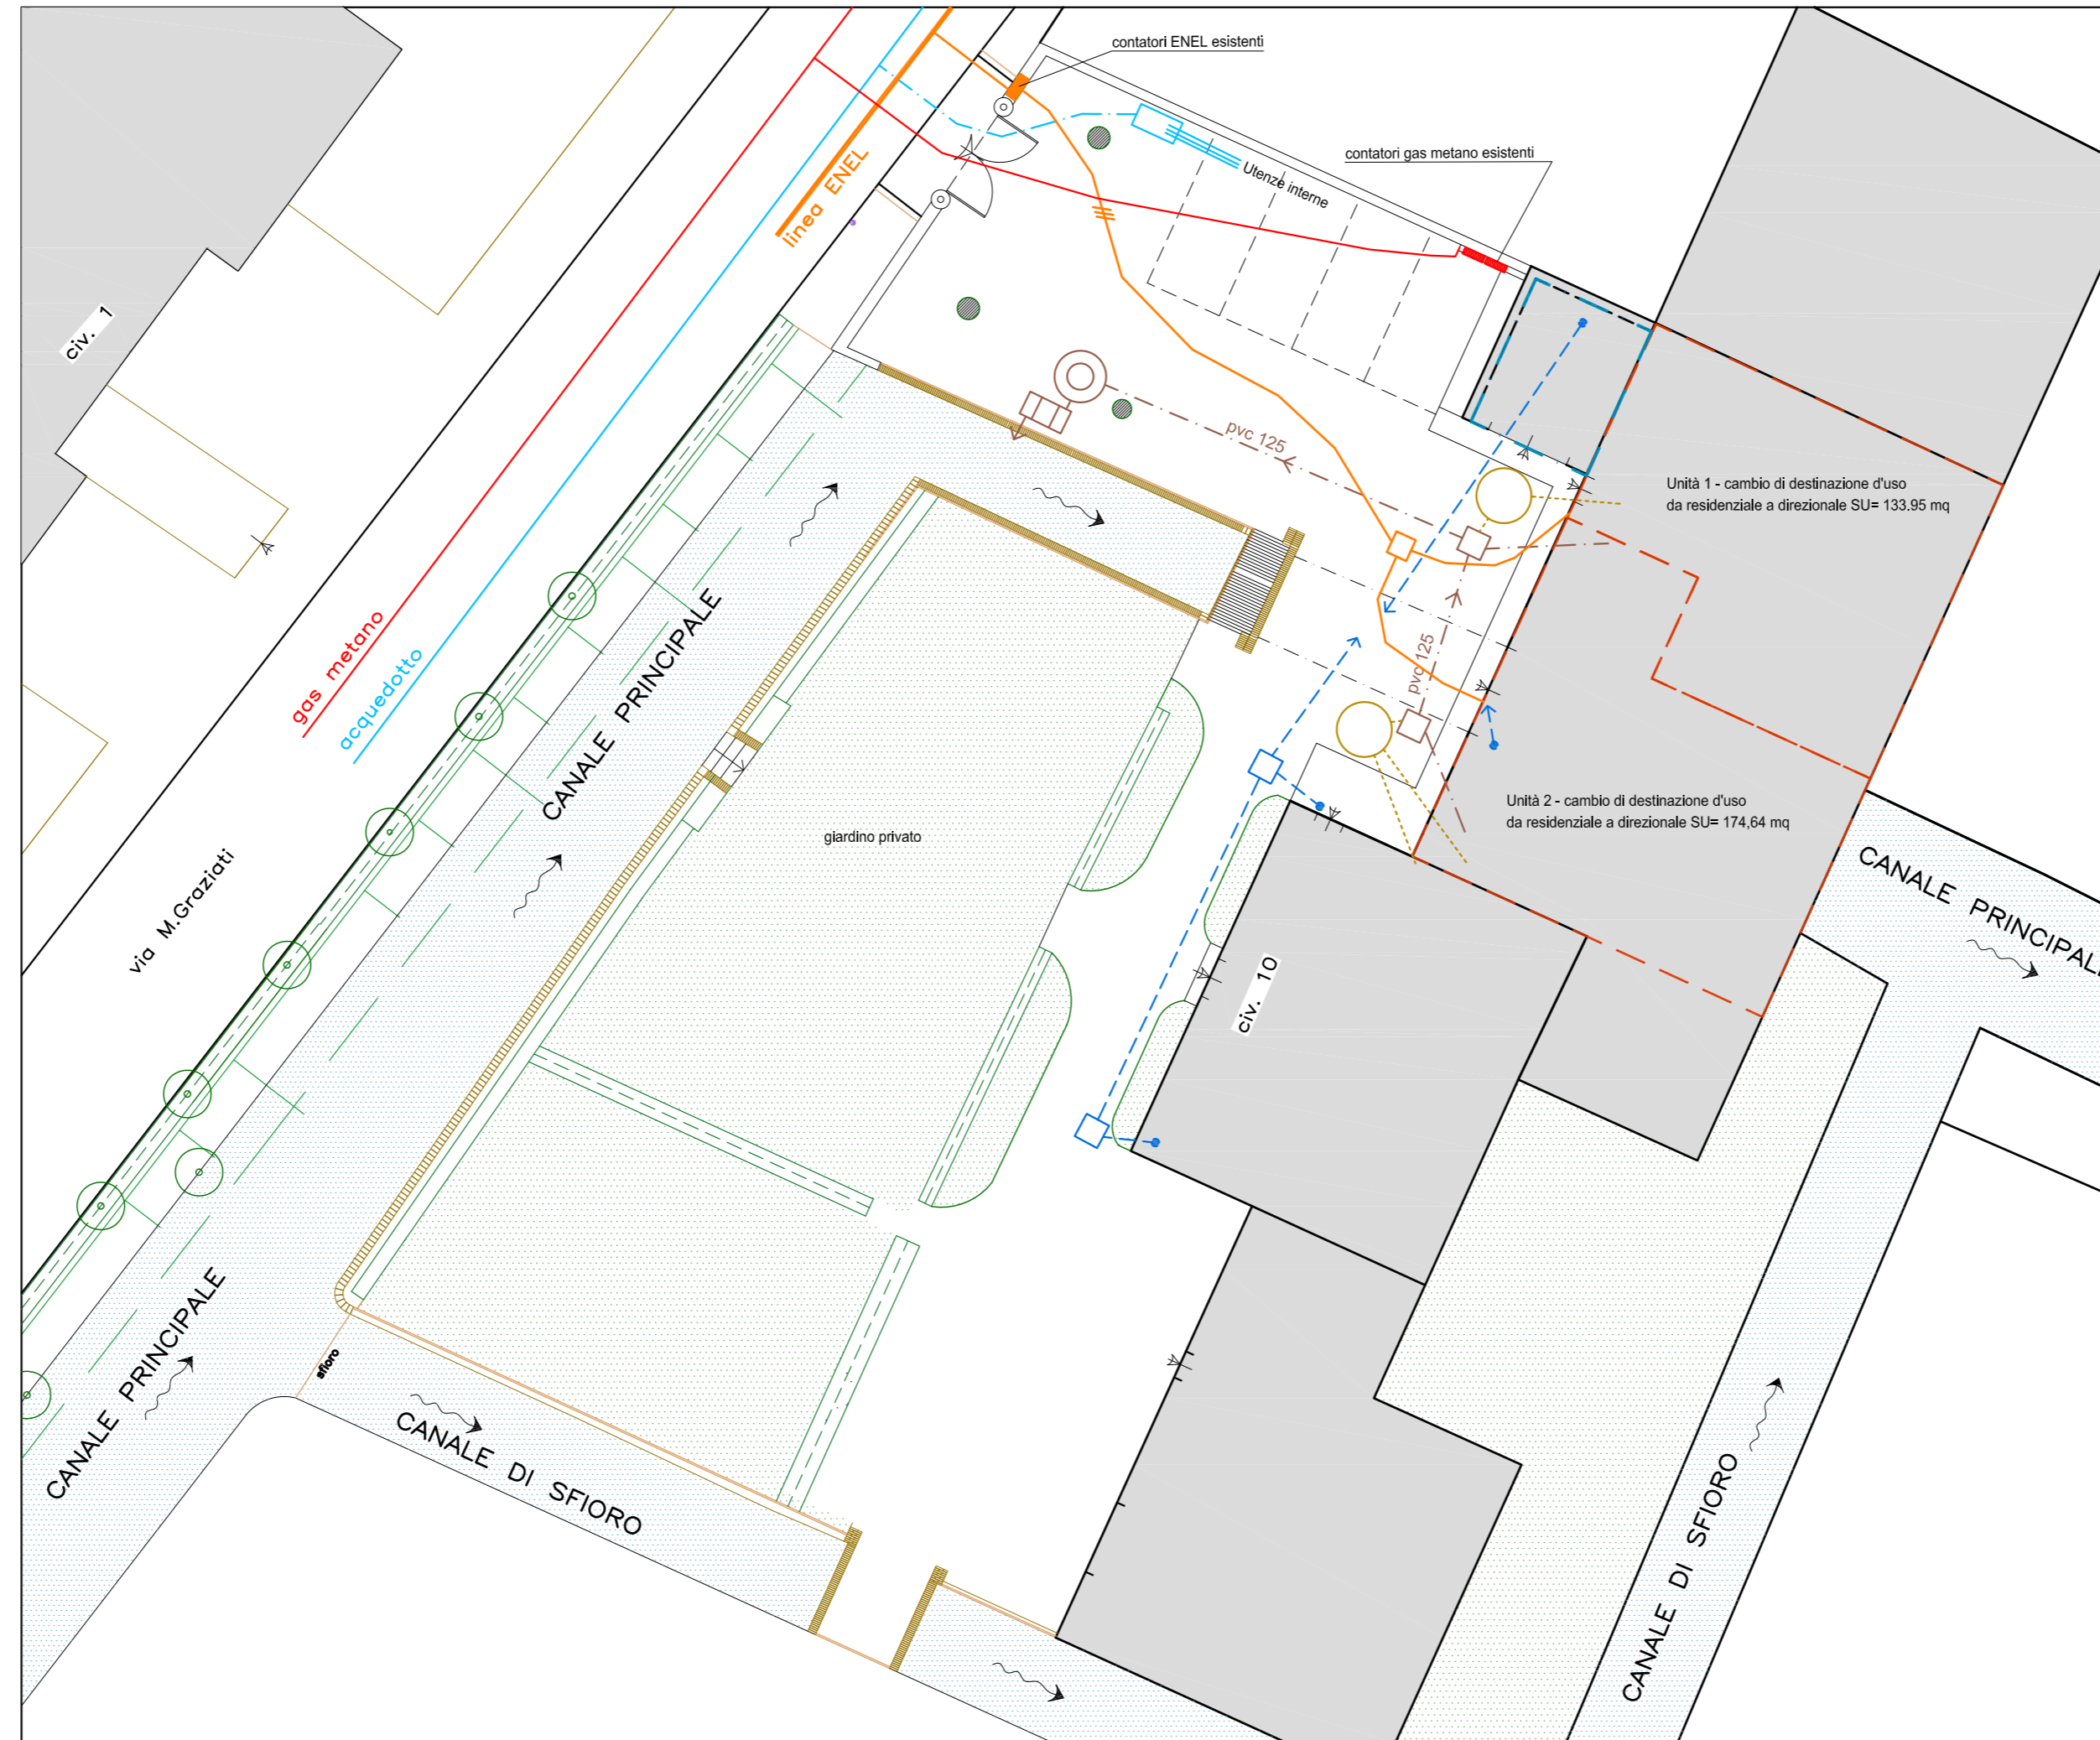 contatori ENEL esistenti
contatori gas metano esistenti
linea ENEL
Utenze interne
civ. 1
pvc 125
Unità 1 - cambio di destinazione d'uso
da residenziale a direzionale SU= 133.95 mq
gas metano
acquedotto
CANALE PRINCIPALE
pvc 125
giardino privato
Unità 2 - cambio di destinazione d'uso
da residenziale a direzionale SU= 174,64 mq
via M.Graziati
CANALE PRINCIPALE
civ. 10
CANALE PRINCIPALE
sfioro
CANALE DI SFIORO
CANALE DI SFIORO